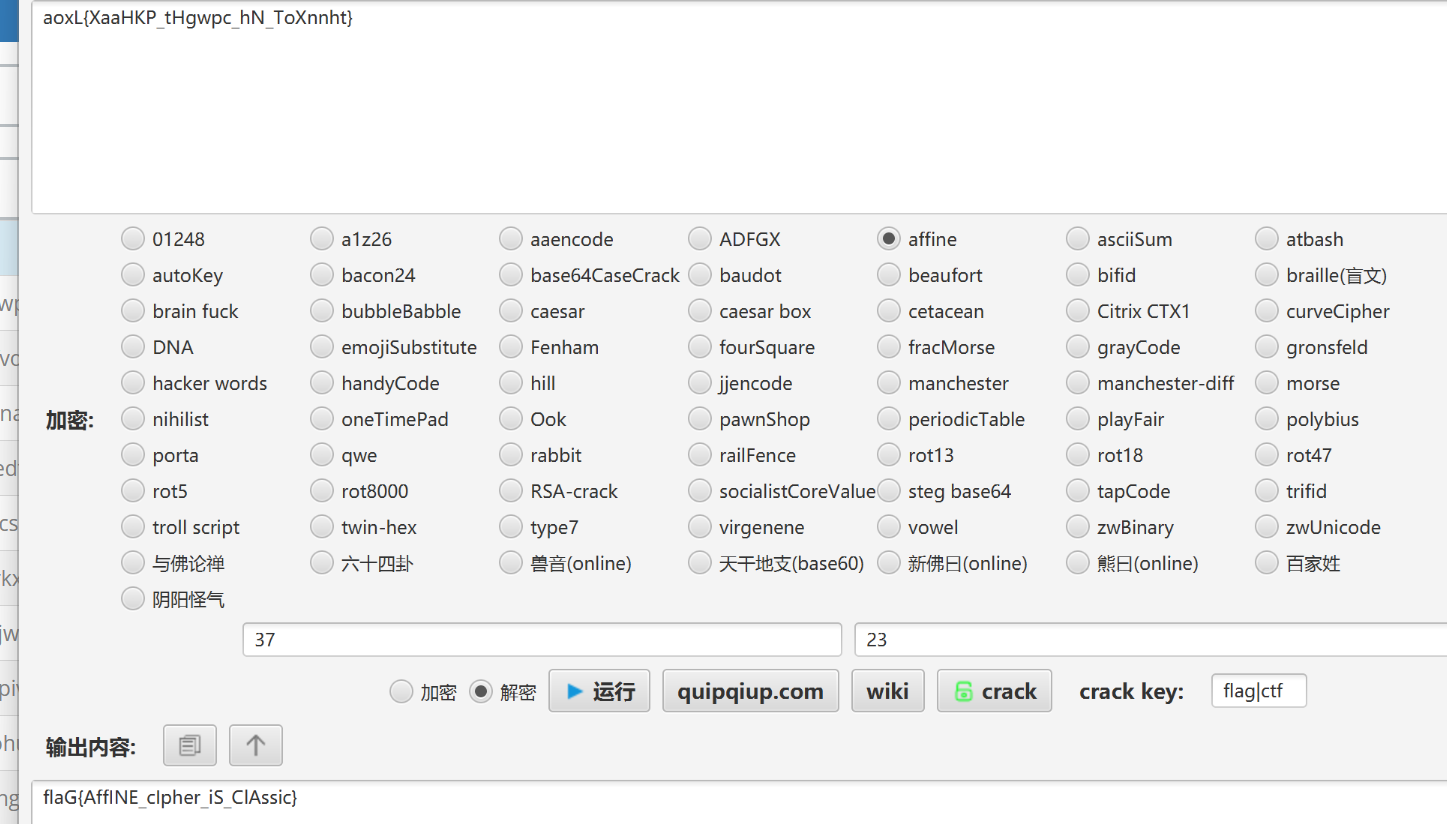 aoxL{XaaHKP_tHgwpc_hN_ToXnnht}
01248 a1z26 aaencode ADFGX affine asciiSum atbash
autoKey bacon24 base64CaseCrack baudot beaufort bifid braille(盲文)
brain fuck bubbleBabble caesar caesar box cetacean Citrix CTX1 curveCipher
DNA emojiSubstitute Fenham fourSquare fracMorse grayCode gronsfeld
hacker words handyCode hill jjencode manchester manchester-diff morse
加密: nihilist oneTimePad Ook pawnShop periodicTable playFair polybius
porta qwe rabbit railFence rot13 rot18 rot47
rot5 rot8000 RSA-crack socialistCoreValue steg base64 tapCode trifid
troll script twin-hex type7 virgenene vowel zwBinary zwUnicode
与佛论禅 六十四卦 兽音(online) 天干地支(base60) 新佛曰(online) 熊曰(online) 百家姓
阴阳怪气
37 23
加密 解密 运行 quipqiup.com wiki crack crack key: flag|ctf
输出内容:
flaG{AffINE_cIpher_iS_ClAssic}